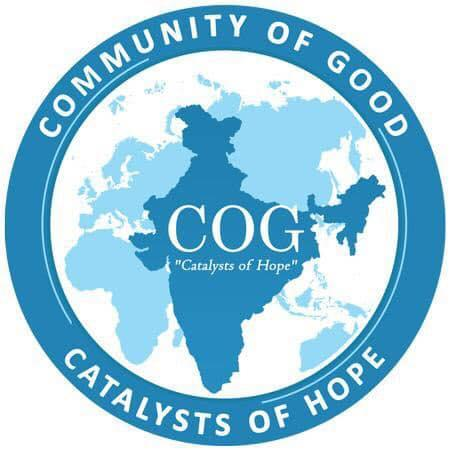 COMMUNITY OF GOOD
COG
"Catalysts of Hope"
CATALYSTS OF HOPE